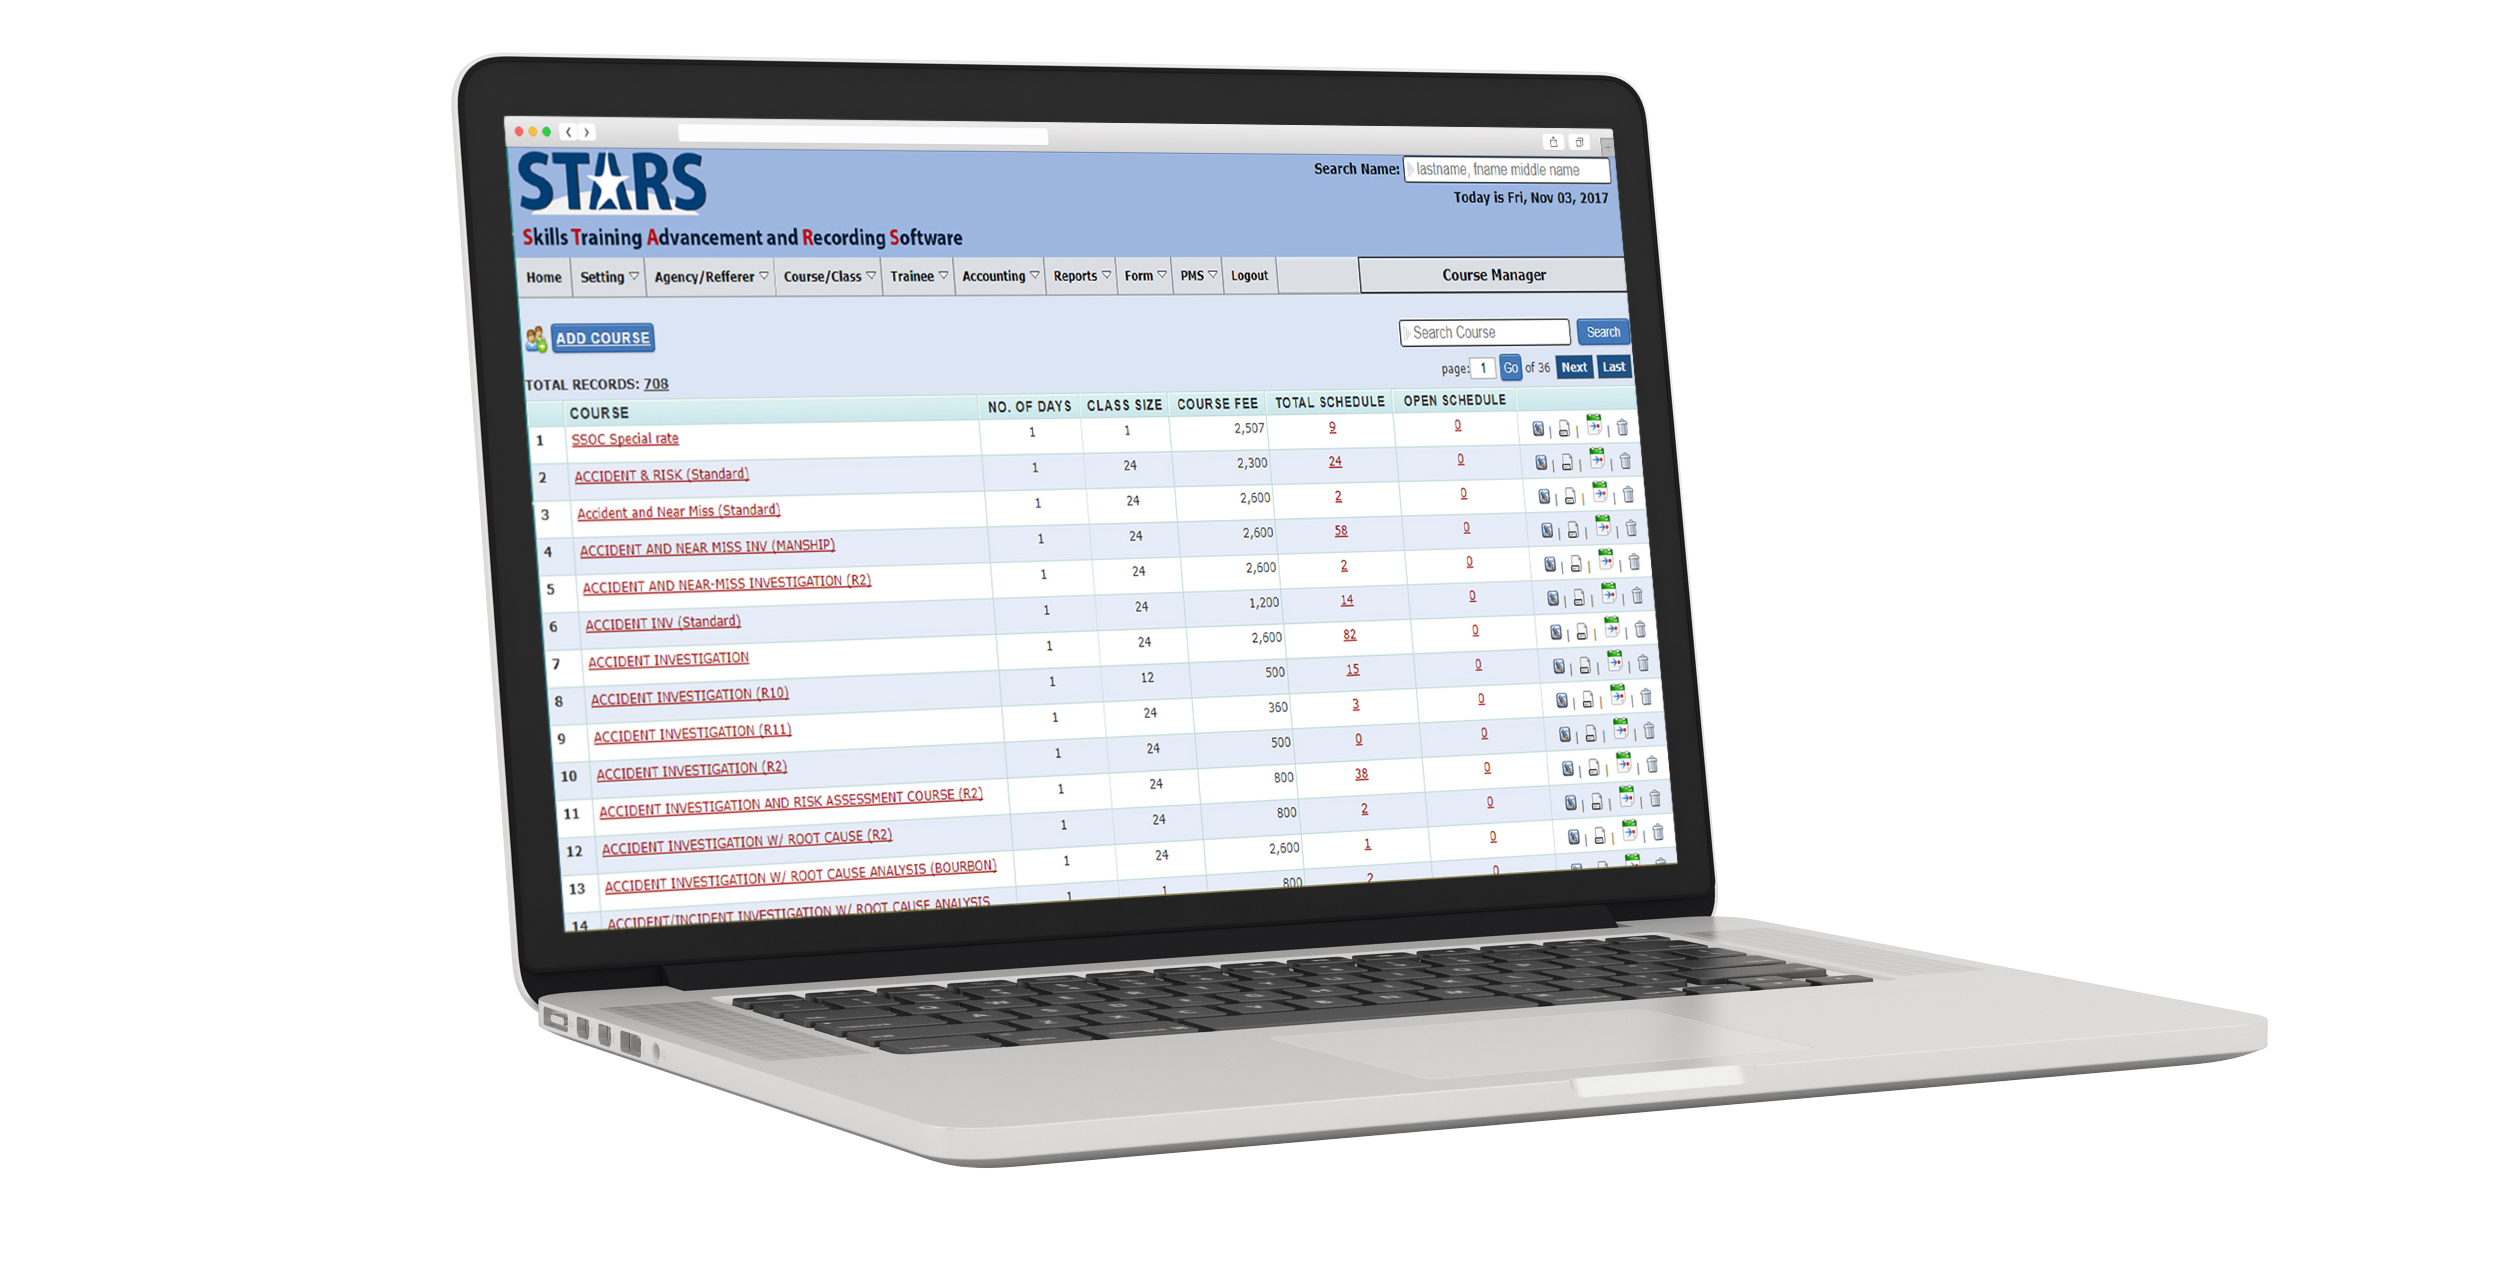 STARS
Search Name: lastname, fname middle name
Today is Fri, Nov 03, 2017
Skills Training Advancement and Recording Software
Home Setting Agency/Refferer Course/Class Trainee Accounting Reports Form PMS Logout Course Manager
ADD COURSE Search Course Search
page: 1 Go of 36 Next Last
TOTAL RECORDS: 708
COURSE NO. OF DAYS CLASS SIZE COURSE FEE TOTAL SCHEDULE OPEN SCHEDULE
1 SSOC Special rate 1 1 2,507 9 0
2 ACCIDENT & RISK (Standard) 1 24 2,300 24 0
3 Accident and Near Miss (Standard) 1 24 2,600 2 0
4 ACCIDENT AND NEAR MISS INV (MANSHIP) 1 24 2,600 58 0
5 ACCIDENT AND NEAR-MISS INVESTIGATION (R2) 1 24 2,600 2 0
6 ACCIDENT INV (Standard) 1 24 1,200 14 0
7 ACCIDENT INVESTIGATION 1 24 2,600 82 0
8 ACCIDENT INVESTIGATION (R10) 1 12 500 15 0
9 ACCIDENT INVESTIGATION (R11) 1 24 360 3 0
10 ACCIDENT INVESTIGATION (R2) 1 24 500 0 0
11 ACCIDENT INVESTIGATION AND RISK ASSESSMENT COURSE (R2) 1 24 800 38 0
12 ACCIDENT INVESTIGATION W/ ROOT CAUSE (R2) 1 24 800 2 0
13 ACCIDENT INVESTIGATION W/ ROOT CAUSE ANALYSIS (BOURBON) 1 24 2,600 1 0
14 ACCIDENT/INCIDENT INVESTIGATION W/ ROOT CAUSE ANALYSIS 1 1 800 2 0